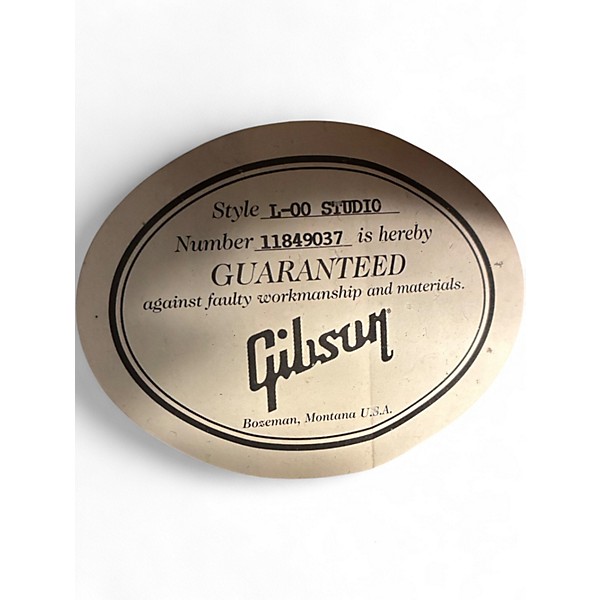 Style L-00 STUDIO
Number 11849037 is hereby
GUARANTEED
against faulty workmanship and materials.
Gibson
Bozeman, Montana U.S.A.